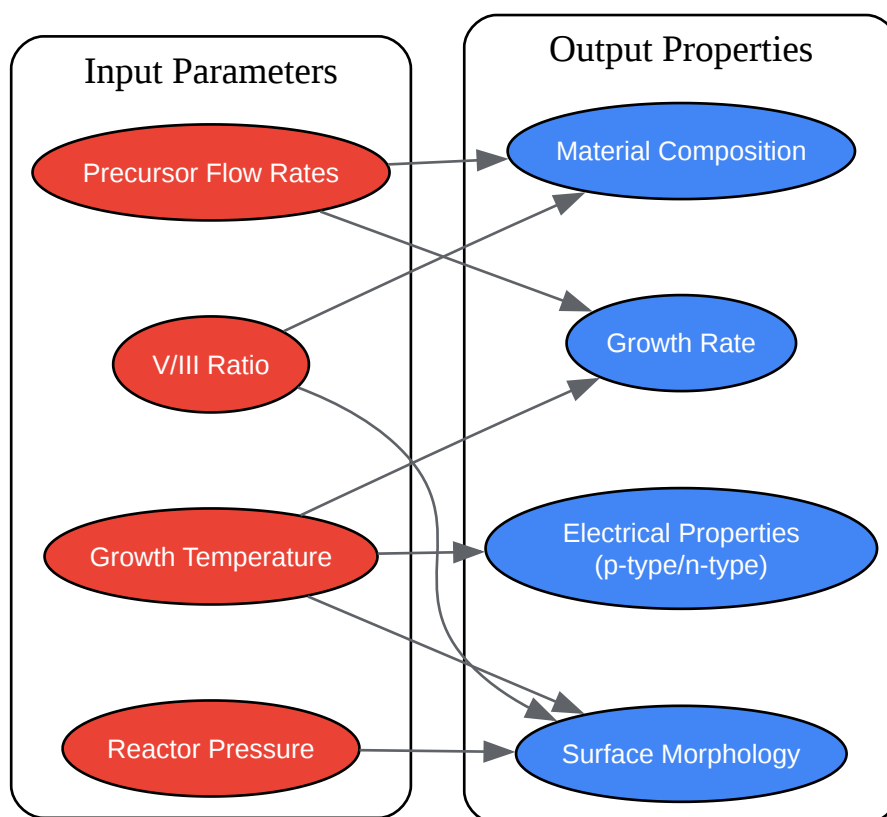 Input Parameters
Precursor Flow Rates
V/III Ratio
Growth Temperature
Reactor Pressure
Output Properties
Material Composition
Growth Rate
Electrical Properties
(p-type/n-type)
Surface Morphology